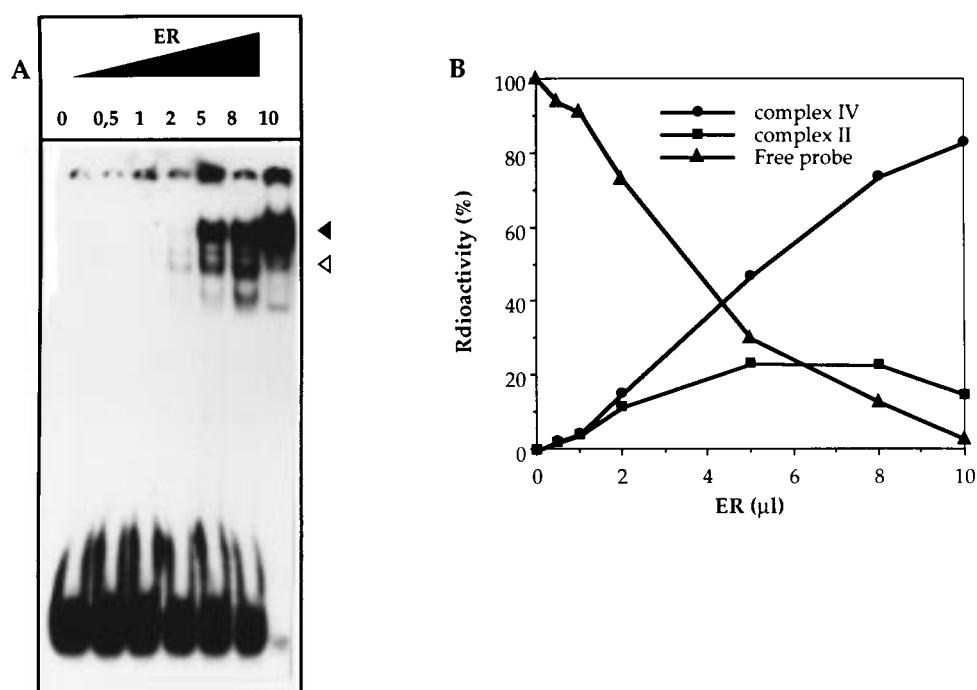 A
ER
0 0,5 1 2 5 8 10
B
100
80
60
40
20
0
complex IV
complex II
Free probe
Rdioactivity (%)
0 2 4 6 8 10
ER (µl)